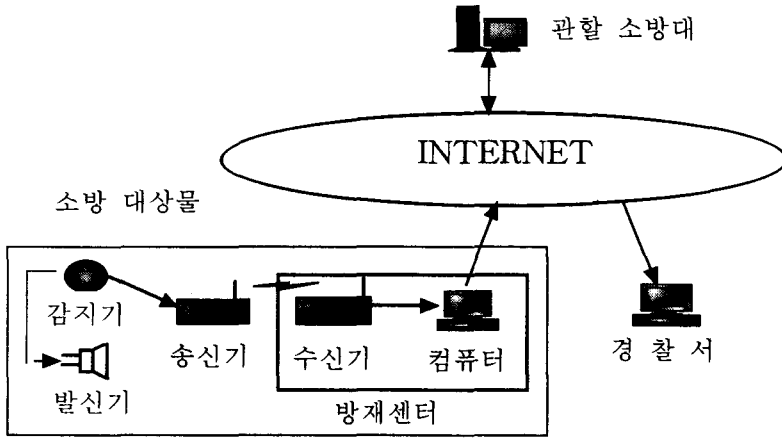 관할 소방대
INTERNET
소방 대상물
감지기
송신기
수신기
컴퓨터
경 찰 서
발신기
방재센터